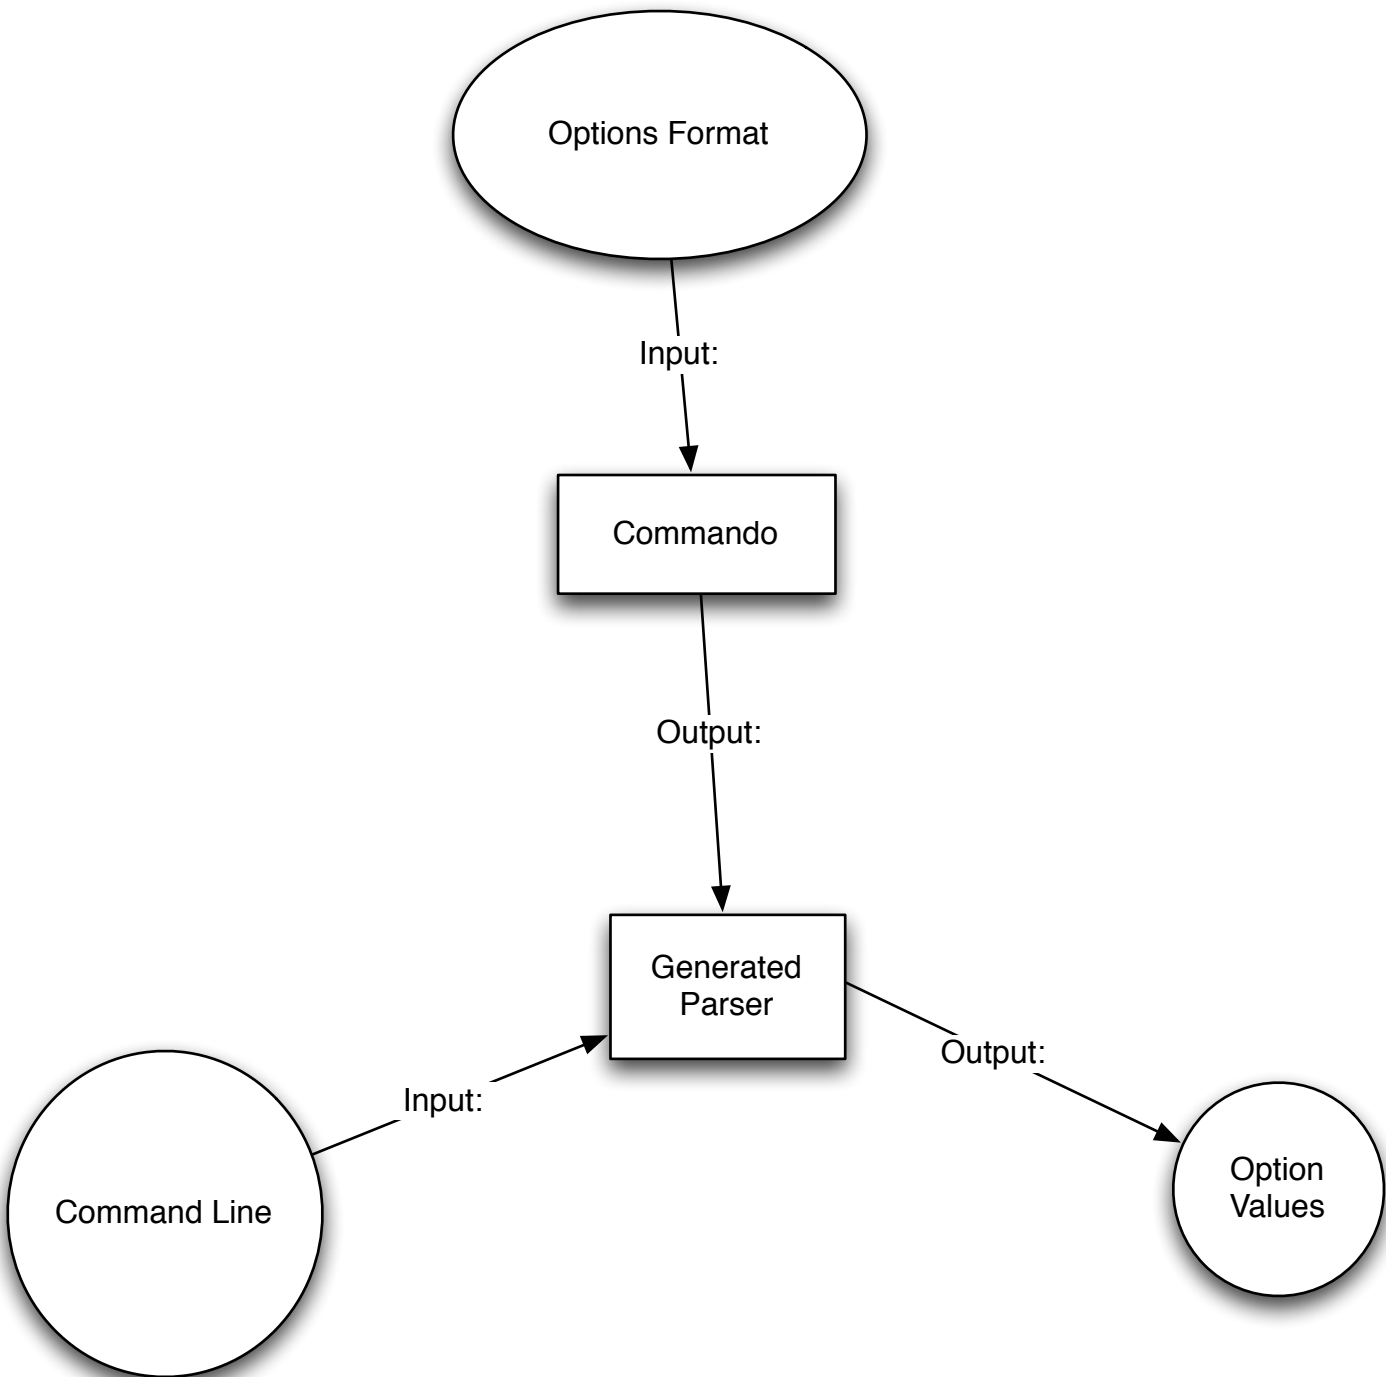 Options Format
Input:
Commando
Output:
Generated
Parser
Output:
Input:
Option
Values
Command Line